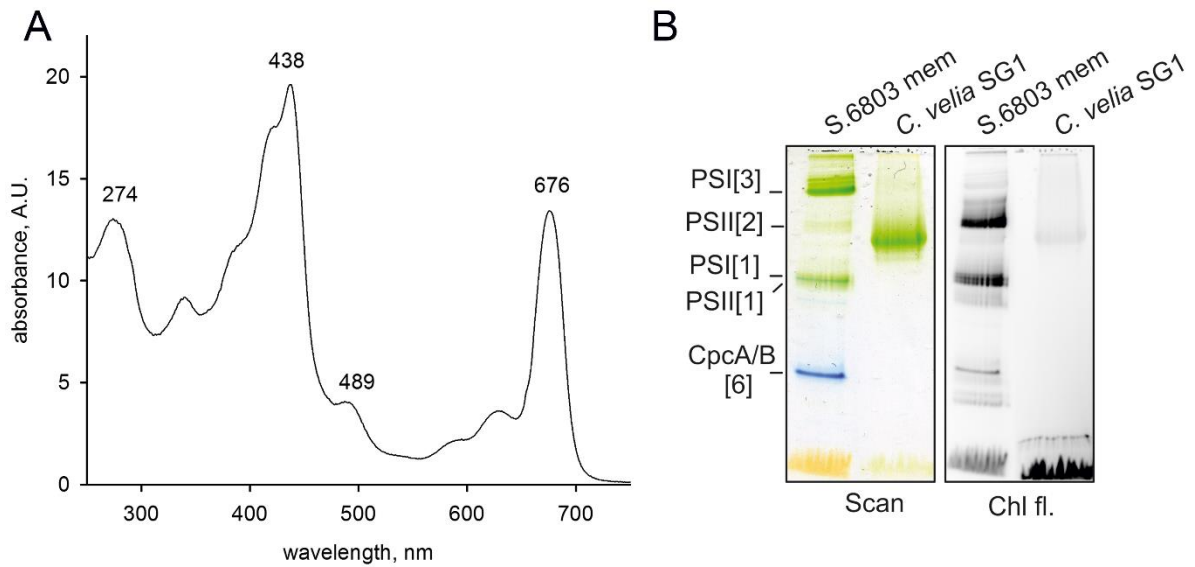 A
438
20
274
676
15
10
489
5
0
300
400
500
600
700
absorbance, A.U.
wavelength, nm
B
S.6803 mem
C. velia SG1
S.6803 mem
C. velia SG1
PSI[3]
PSII[2]
PSI[1]
PSII[1]
CpcA/B
[6]
Scan
Chl fl.